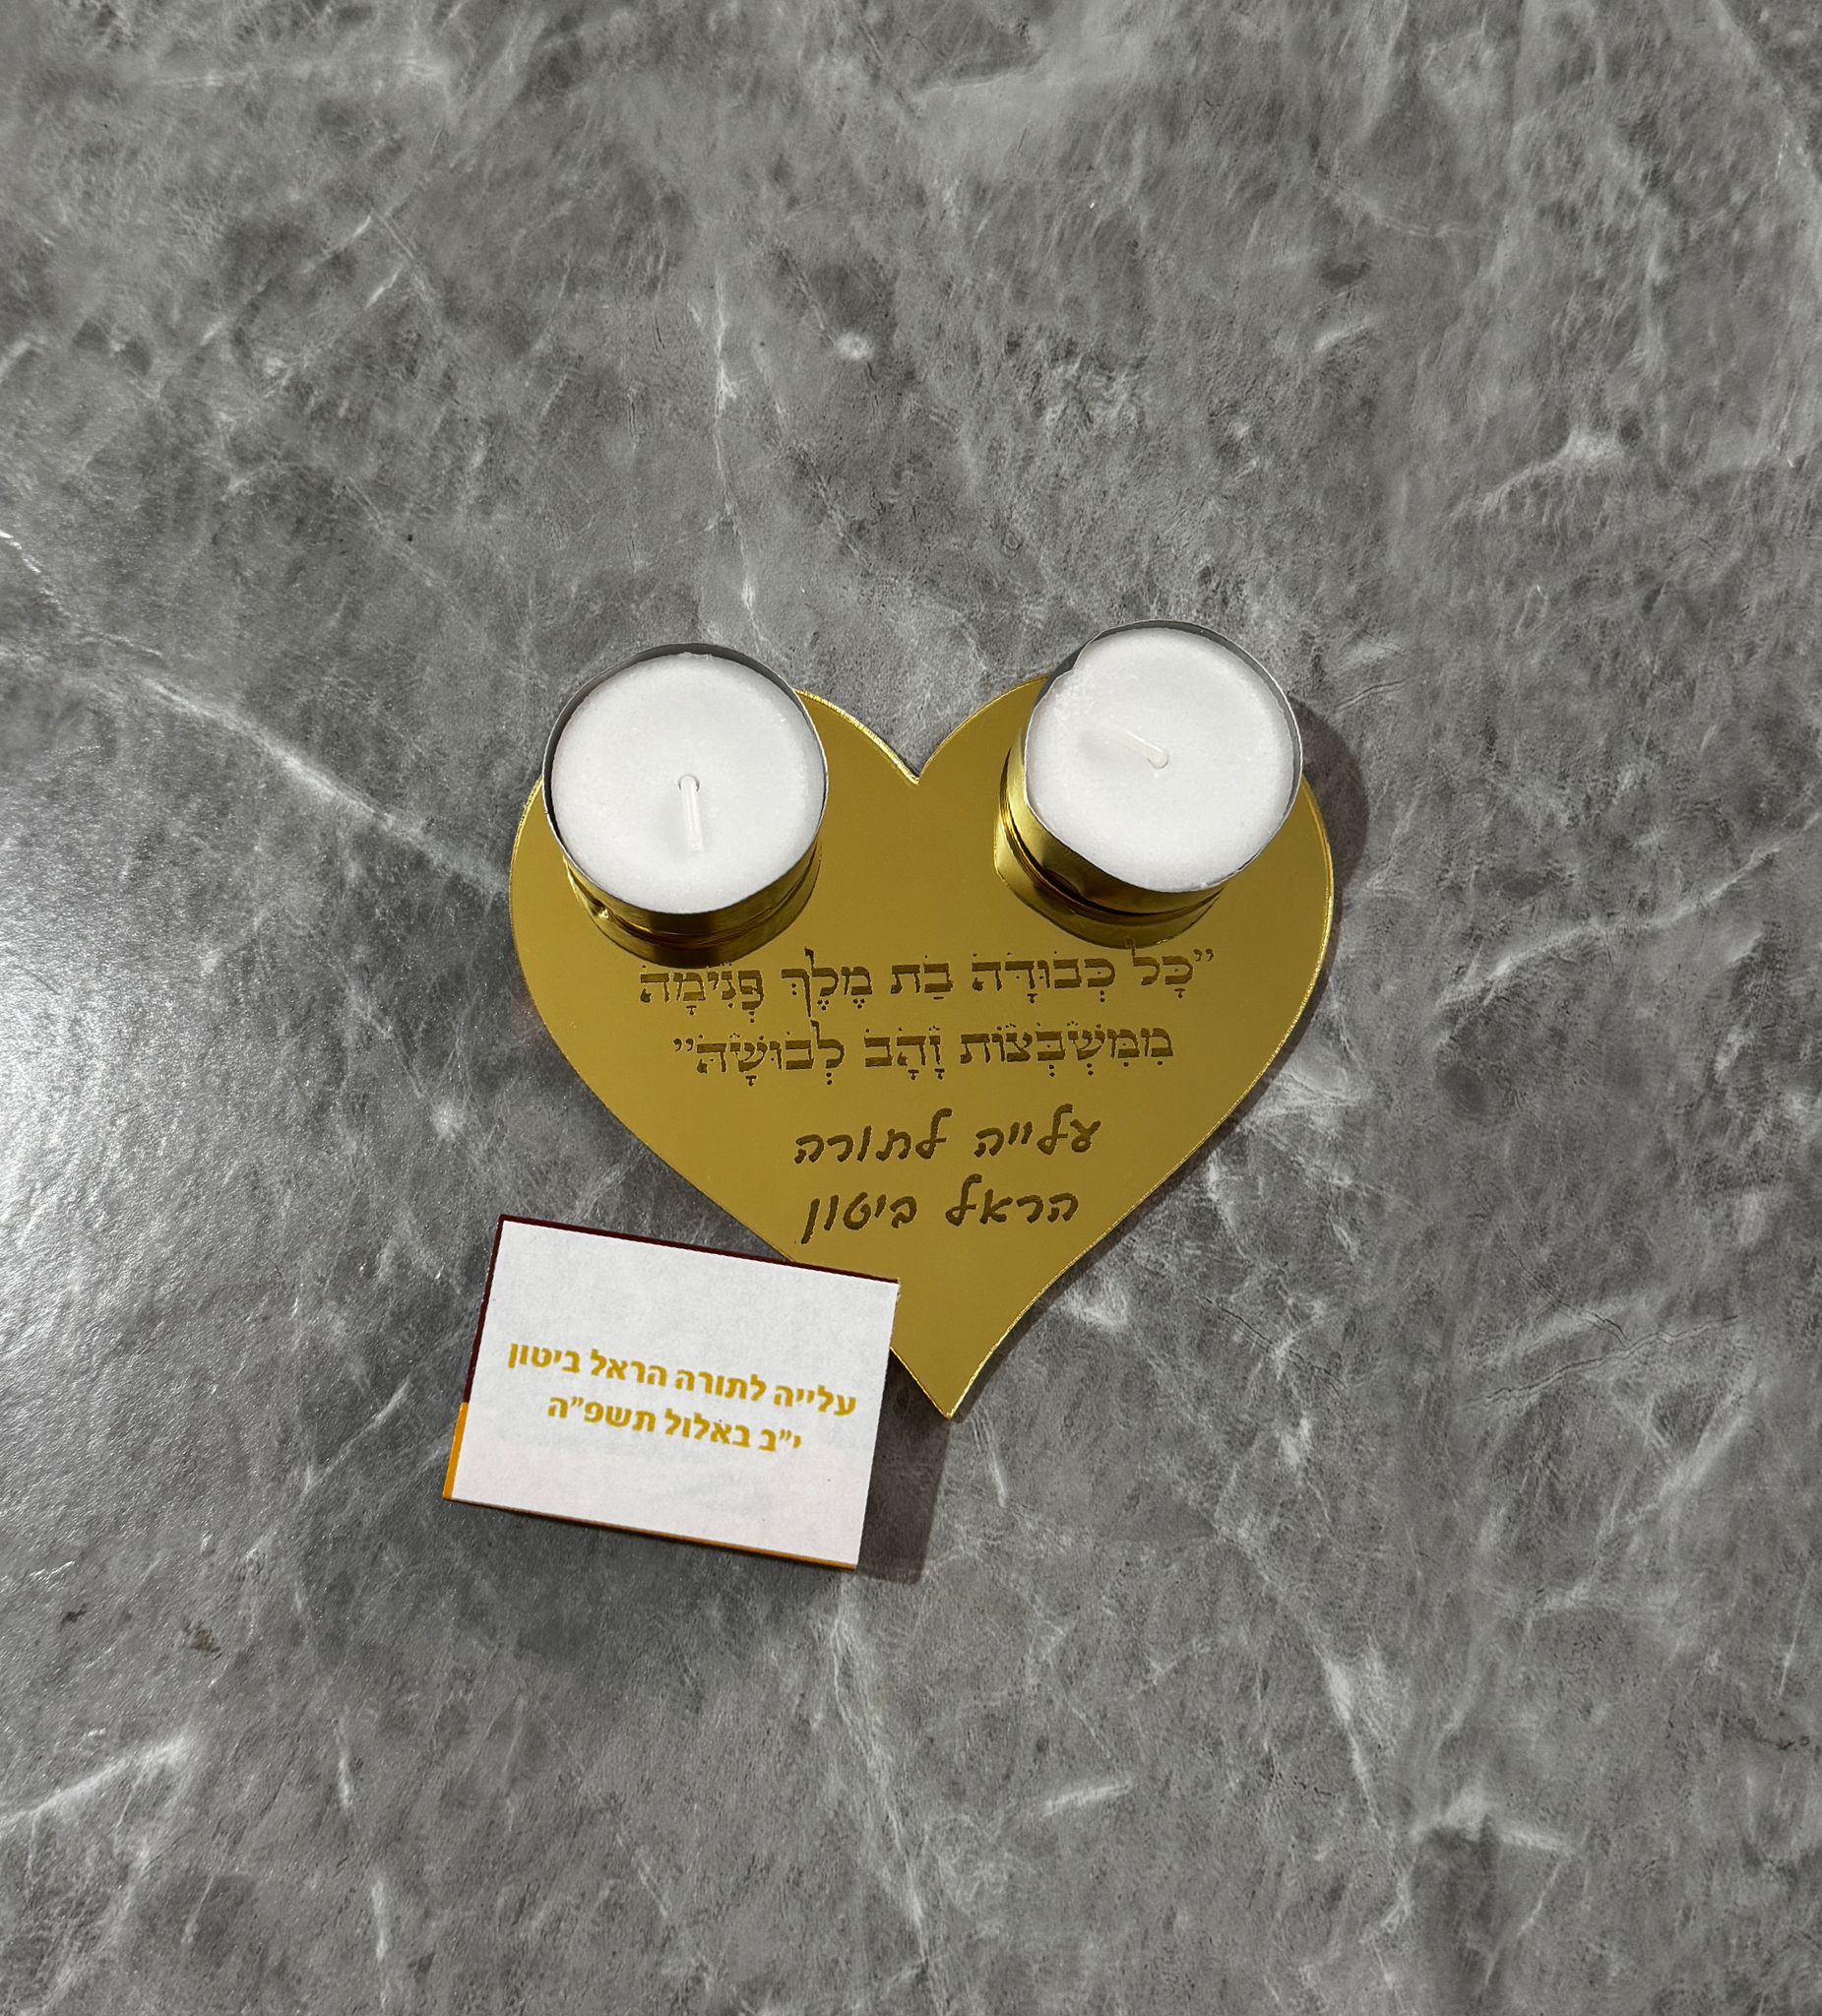 "כָּל כְּבוּדָּה בַת מֶלֶךְ פְּנִימָה
מִמִּשְׁבְּצוֹת זָהָב לְבוּשָׁהּ"
עלייה לתורה
הראל ביטון
עלייה לתורה הראל ביטון
י"ב באלול תשפ"ה